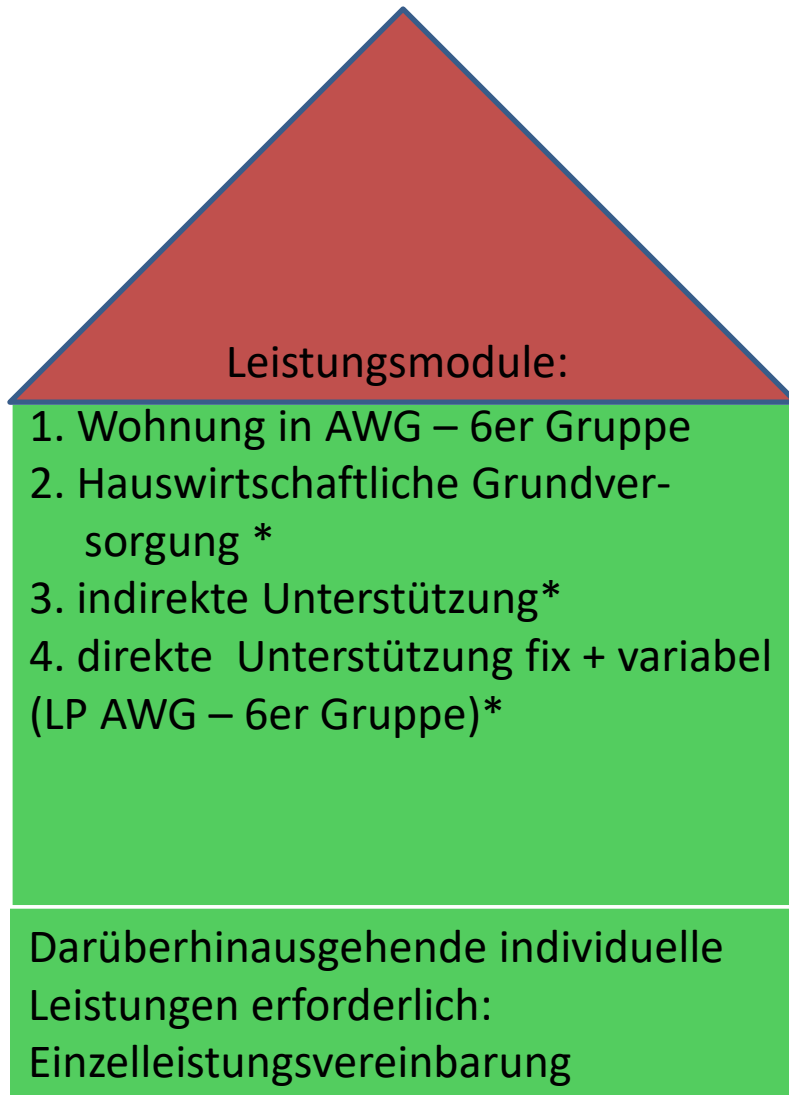 Leistungsmodule:
1. Wohnung in AWG – 6er Gruppe
2. Hauswirtschaftliche Grundver-
sorgung *
3. indirekte Unterstützung*
4. direkte  Unterstützung fix + variabel
(LP AWG – 6er Gruppe)*
Darüberhinausgehende individuelle
Leistungen erforderlich:
Einzelleistungsvereinbarung